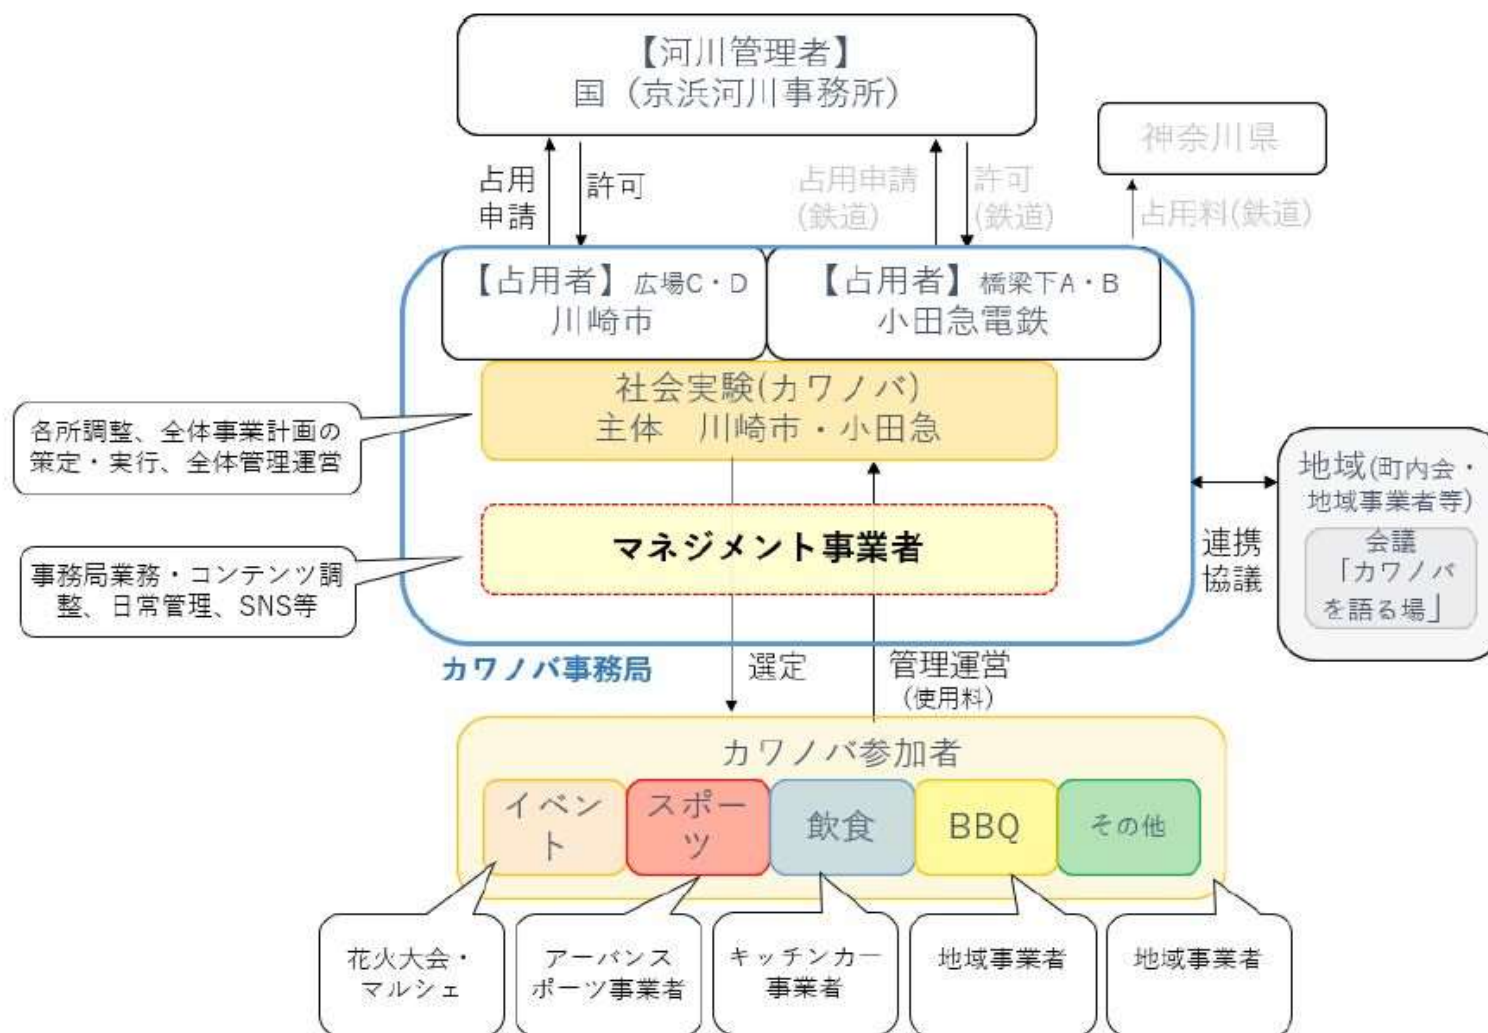 【河川管理者】
国（京浜河川事務所）
神奈川県
占用
申請
許可
占用申請
(鉄道)
許可
(鉄道)
占用料(鉄道)
【占用者】広場C・D
川崎市
【占用者】橋梁下A・B
小田急電鉄
社会実験(カワノバ)
主体　川崎市・小田急
各所調整、全体事業計画の
策定・実行、全体管理運営
マネジメント事業者
事務局業務・コンテンツ調
整、日常管理、SNS等
連携
協議
地域(町内会・
地域事業者等)
会議
「カワノバ
を語る場」
カワノバ事務局
選定
管理運営
(使用料)
カワノバ参加者
イベン
ト
スポー
ツ
飲食
BBQ
その他
花火大会・
マルシェ
アーバンス
ポーツ事業者
キッチンカー
事業者
地域事業者
地域事業者